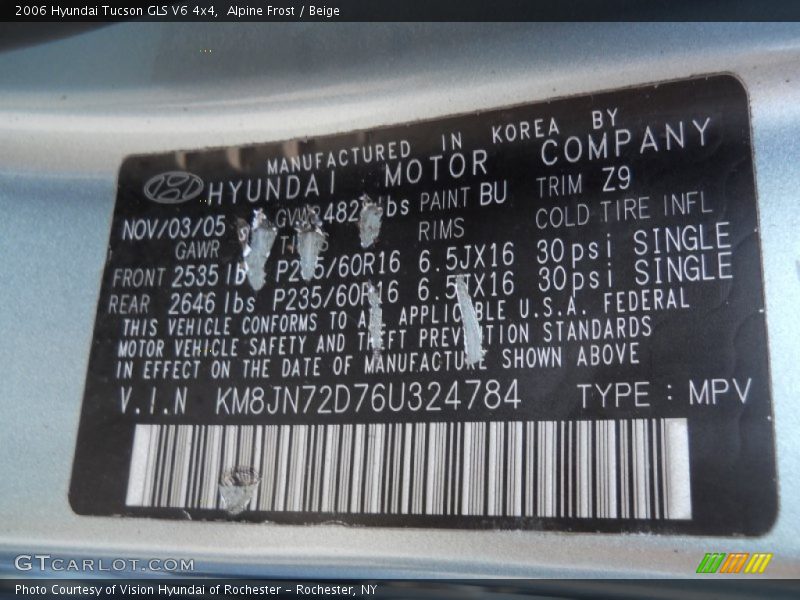 2006 Hyundai Tucson GLS V6 4x4, Alpine Frost / Beige
MANUFACTURED IN KOREA BY
HYUNDAI MOTOR COMPANY
NOV/03/05 lbs PAINT BU TRIM Z9
GAWR RIMS COLD TIRE INFL
FRONT 2535 lb /60R16 6.5JX16 30psi SINGLE
REAR 2646 lbs P235/60R16 6.5JX16 30psi SINGLE
THIS VEHICLE CONFORMS TO ALL APPLICABLE U.S.A. FEDERAL
MOTOR VEHICLE SAFETY AND THEFT PREVENTION STANDARDS
IN EFFECT ON THE DATE OF MANUFACTURE SHOWN ABOVE
V.I.N KM8JN72D76U324784 TYPE : MPV
GTCARLOT.COM
Photo Courtesy of Vision Hyundai of Rochester - Rochester, NY